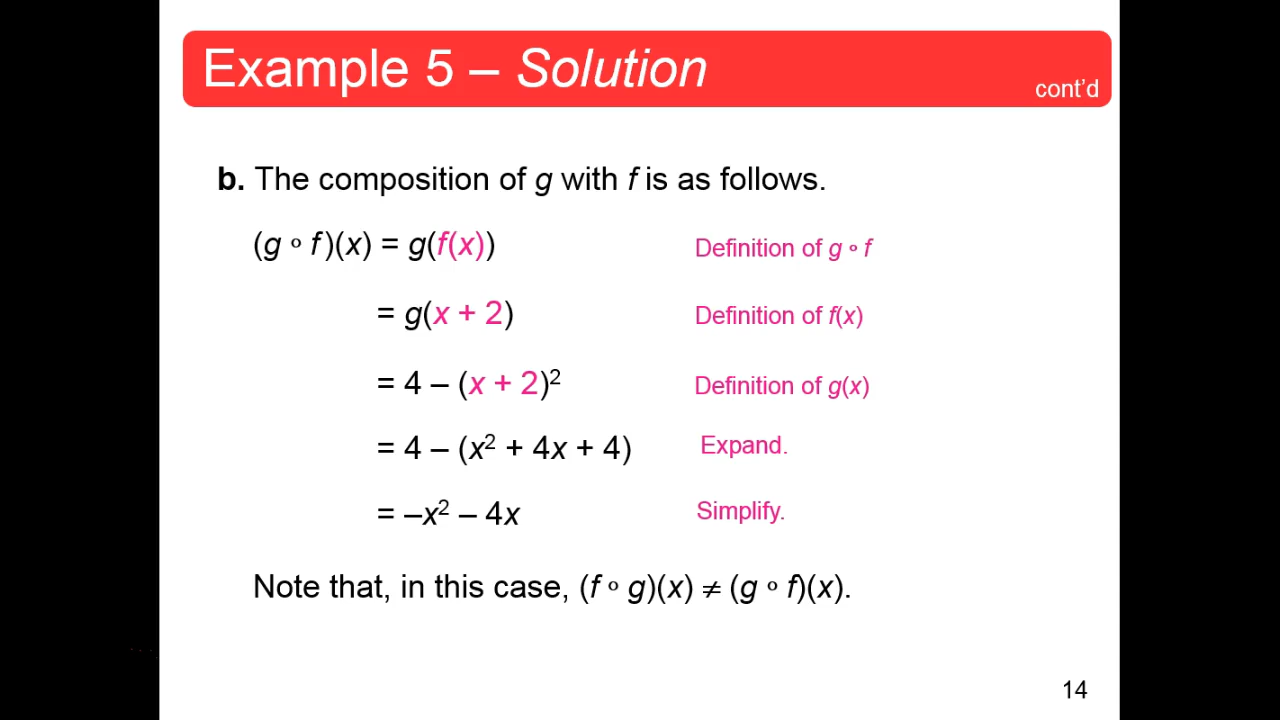 Example 5 – Solution
cont’d
b. The composition of g with f is as follows.
(g ∘ f )(x) = g(f(x)) Definition of g ∘ f
= g(x + 2) Definition of f(x)
= 4 – (x + 2)² Definition of g(x)
= 4 – (x² + 4x + 4) Expand.
= –x² – 4x Simplify.
Note that, in this case, (f ∘ g)(x) ≠ (g ∘ f)(x).
14